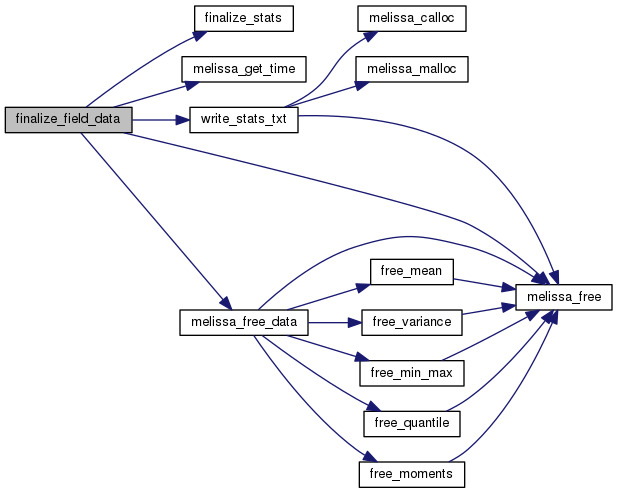 finalize_stats
melissa_calloc
melissa_get_time
melissa_malloc
finalize_field_data
write_stats_txt
free_mean
melissa_free
melissa_free_data
free_variance
free_min_max
free_quantile
free_moments